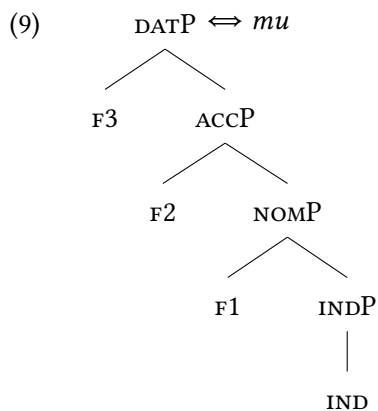 (9) DATP ⇔ mu
F3 ACCP
F2 NOMP
F1 INDP
IND